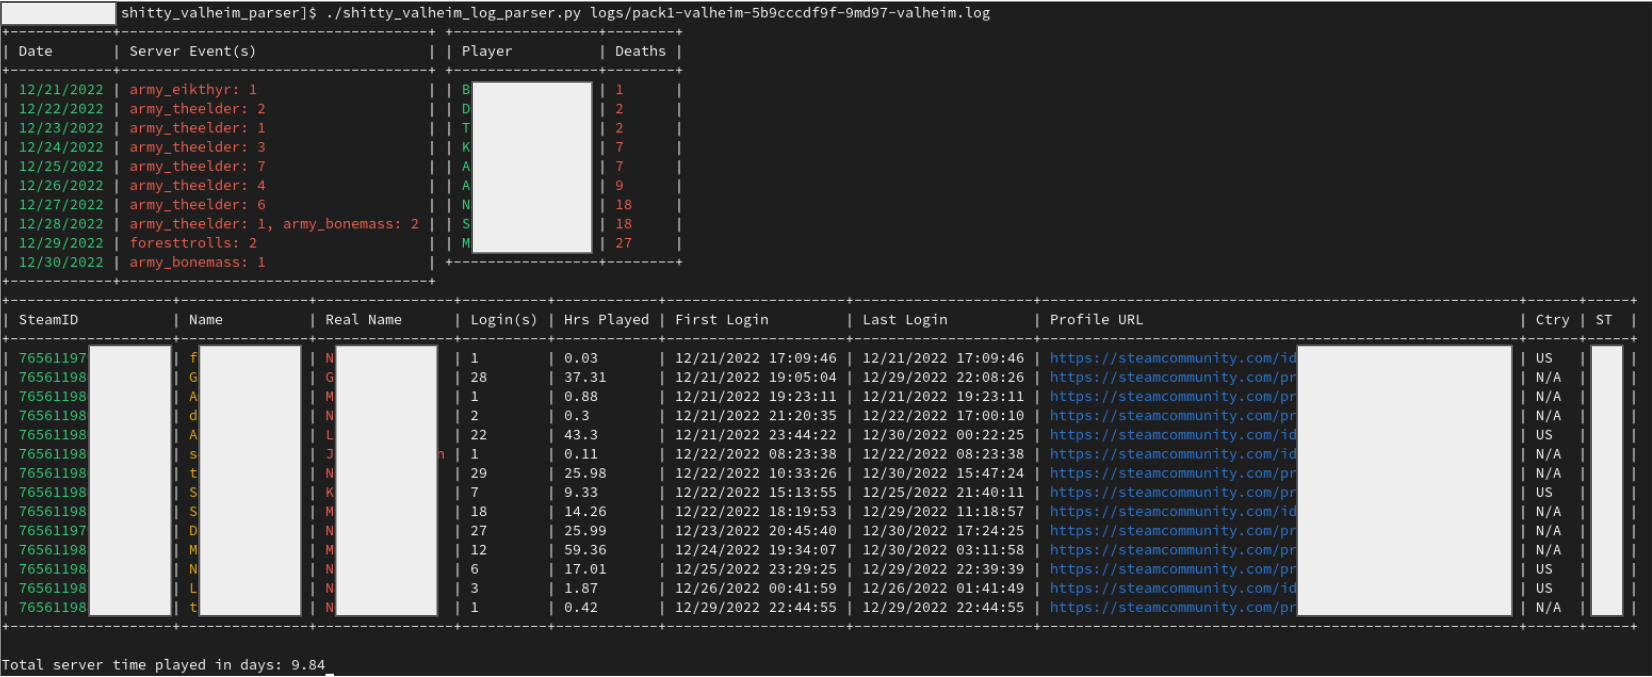 shitty_valheim_parser]$ ./shitty_valheim_log_parser.py logs/pack1-valheim-5b9cccdf9f-9md97-valheim.log
| Date | Server Event(s) | | Player | Deaths |
| 12/21/2022 | army_eikthyr: 1 | | B | 1 |
| 12/22/2022 | army_theelder: 2 | | D | 2 |
| 12/23/2022 | army_theelder: 1 | | T | 2 |
| 12/24/2022 | army_theelder: 3 | | K | 7 |
| 12/25/2022 | army_theelder: 7 | | A | 7 |
| 12/26/2022 | army_theelder: 4 | | A | 9 |
| 12/27/2022 | army_theelder: 6 | | N | 18 |
| 12/28/2022 | army_theelder: 1, army_bonemass: 2 | | S | 18 |
| 12/29/2022 | foresttrolls: 2 | | M | 27 |
| 12/30/2022 | army_bonemass: 1 |
| SteamID | Name | Real Name | Login(s) | Hrs Played | First Login | Last Login | Profile URL | Ctry | ST |
| 76561197 | f | N | 1 | 0.03 | 12/21/2022 17:09:46 | 12/21/2022 17:09:46 | https://steamcommunity.com/id | US | |
| 76561198 | G | G | 28 | 37.31 | 12/21/2022 19:05:04 | 12/29/2022 22:08:26 | https://steamcommunity.com/pr | N/A | |
| 76561198 | A | M | 1 | 0.88 | 12/21/2022 19:23:11 | 12/21/2022 19:23:11 | https://steamcommunity.com/pr | N/A | |
| 76561198 | d | N | 2 | 0.3 | 12/21/2022 21:20:35 | 12/22/2022 17:00:10 | https://steamcommunity.com/pr | N/A | |
| 76561198 | A | L | 22 | 43.3 | 12/21/2022 23:44:22 | 12/30/2022 00:22:25 | https://steamcommunity.com/id | US | |
| 76561198 | s | J n | 1 | 0.11 | 12/22/2022 08:23:38 | 12/22/2022 08:23:38 | https://steamcommunity.com/id | N/A | |
| 76561198 | t | N | 29 | 25.98 | 12/22/2022 10:33:26 | 12/30/2022 15:47:24 | https://steamcommunity.com/pr | N/A | |
| 76561198 | S | K | 7 | 9.33 | 12/22/2022 15:13:55 | 12/25/2022 21:40:11 | https://steamcommunity.com/pr | US | |
| 76561198 | S | M | 18 | 14.26 | 12/22/2022 18:19:53 | 12/29/2022 11:18:57 | https://steamcommunity.com/id | N/A | |
| 76561197 | D | N | 27 | 25.99 | 12/23/2022 20:45:40 | 12/30/2022 17:24:25 | https://steamcommunity.com/pr | N/A | |
| 76561198 | M | M | 12 | 59.36 | 12/24/2022 19:34:07 | 12/30/2022 03:11:58 | https://steamcommunity.com/pr | N/A | |
| 76561198 | N | N | 6 | 17.01 | 12/25/2022 23:29:25 | 12/29/2022 22:39:39 | https://steamcommunity.com/pr | US | |
| 76561198 | L | N | 3 | 1.87 | 12/26/2022 00:41:59 | 12/26/2022 01:41:49 | https://steamcommunity.com/id | US | |
| 76561198 | t | N | 1 | 0.42 | 12/29/2022 22:44:55 | 12/29/2022 22:44:55 | https://steamcommunity.com/pr | N/A | |
Total server time played in days: 9.84